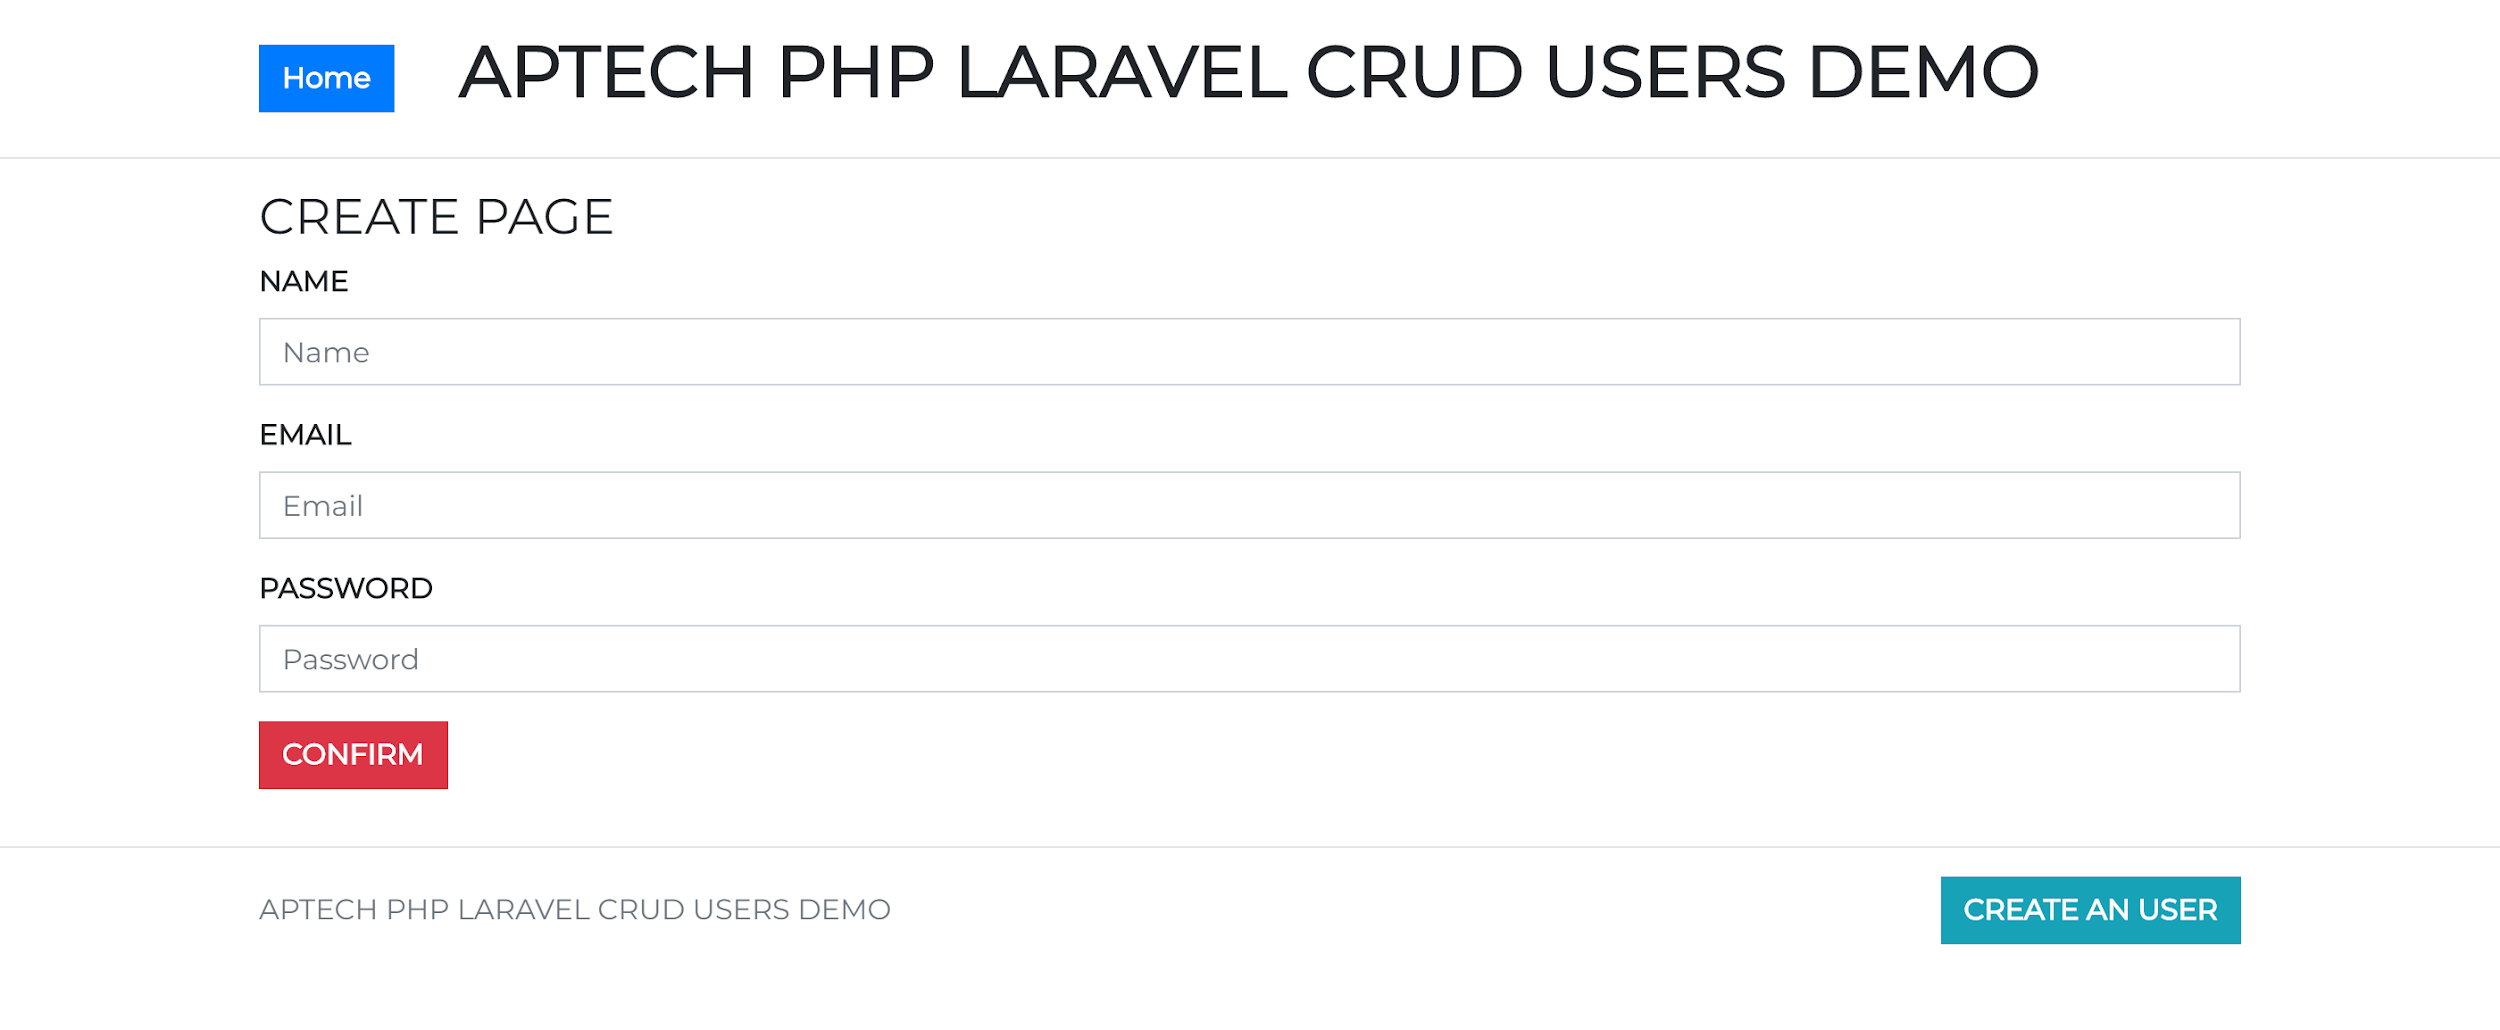 Home APTECH PHP LARAVEL CRUD USERS DEMO
CREATE PAGE
NAME
Name
EMAIL
Email
PASSWORD
Password
CONFIRM
APTECH PHP LARAVEL CRUD USERS DEMO CREATE AN USER